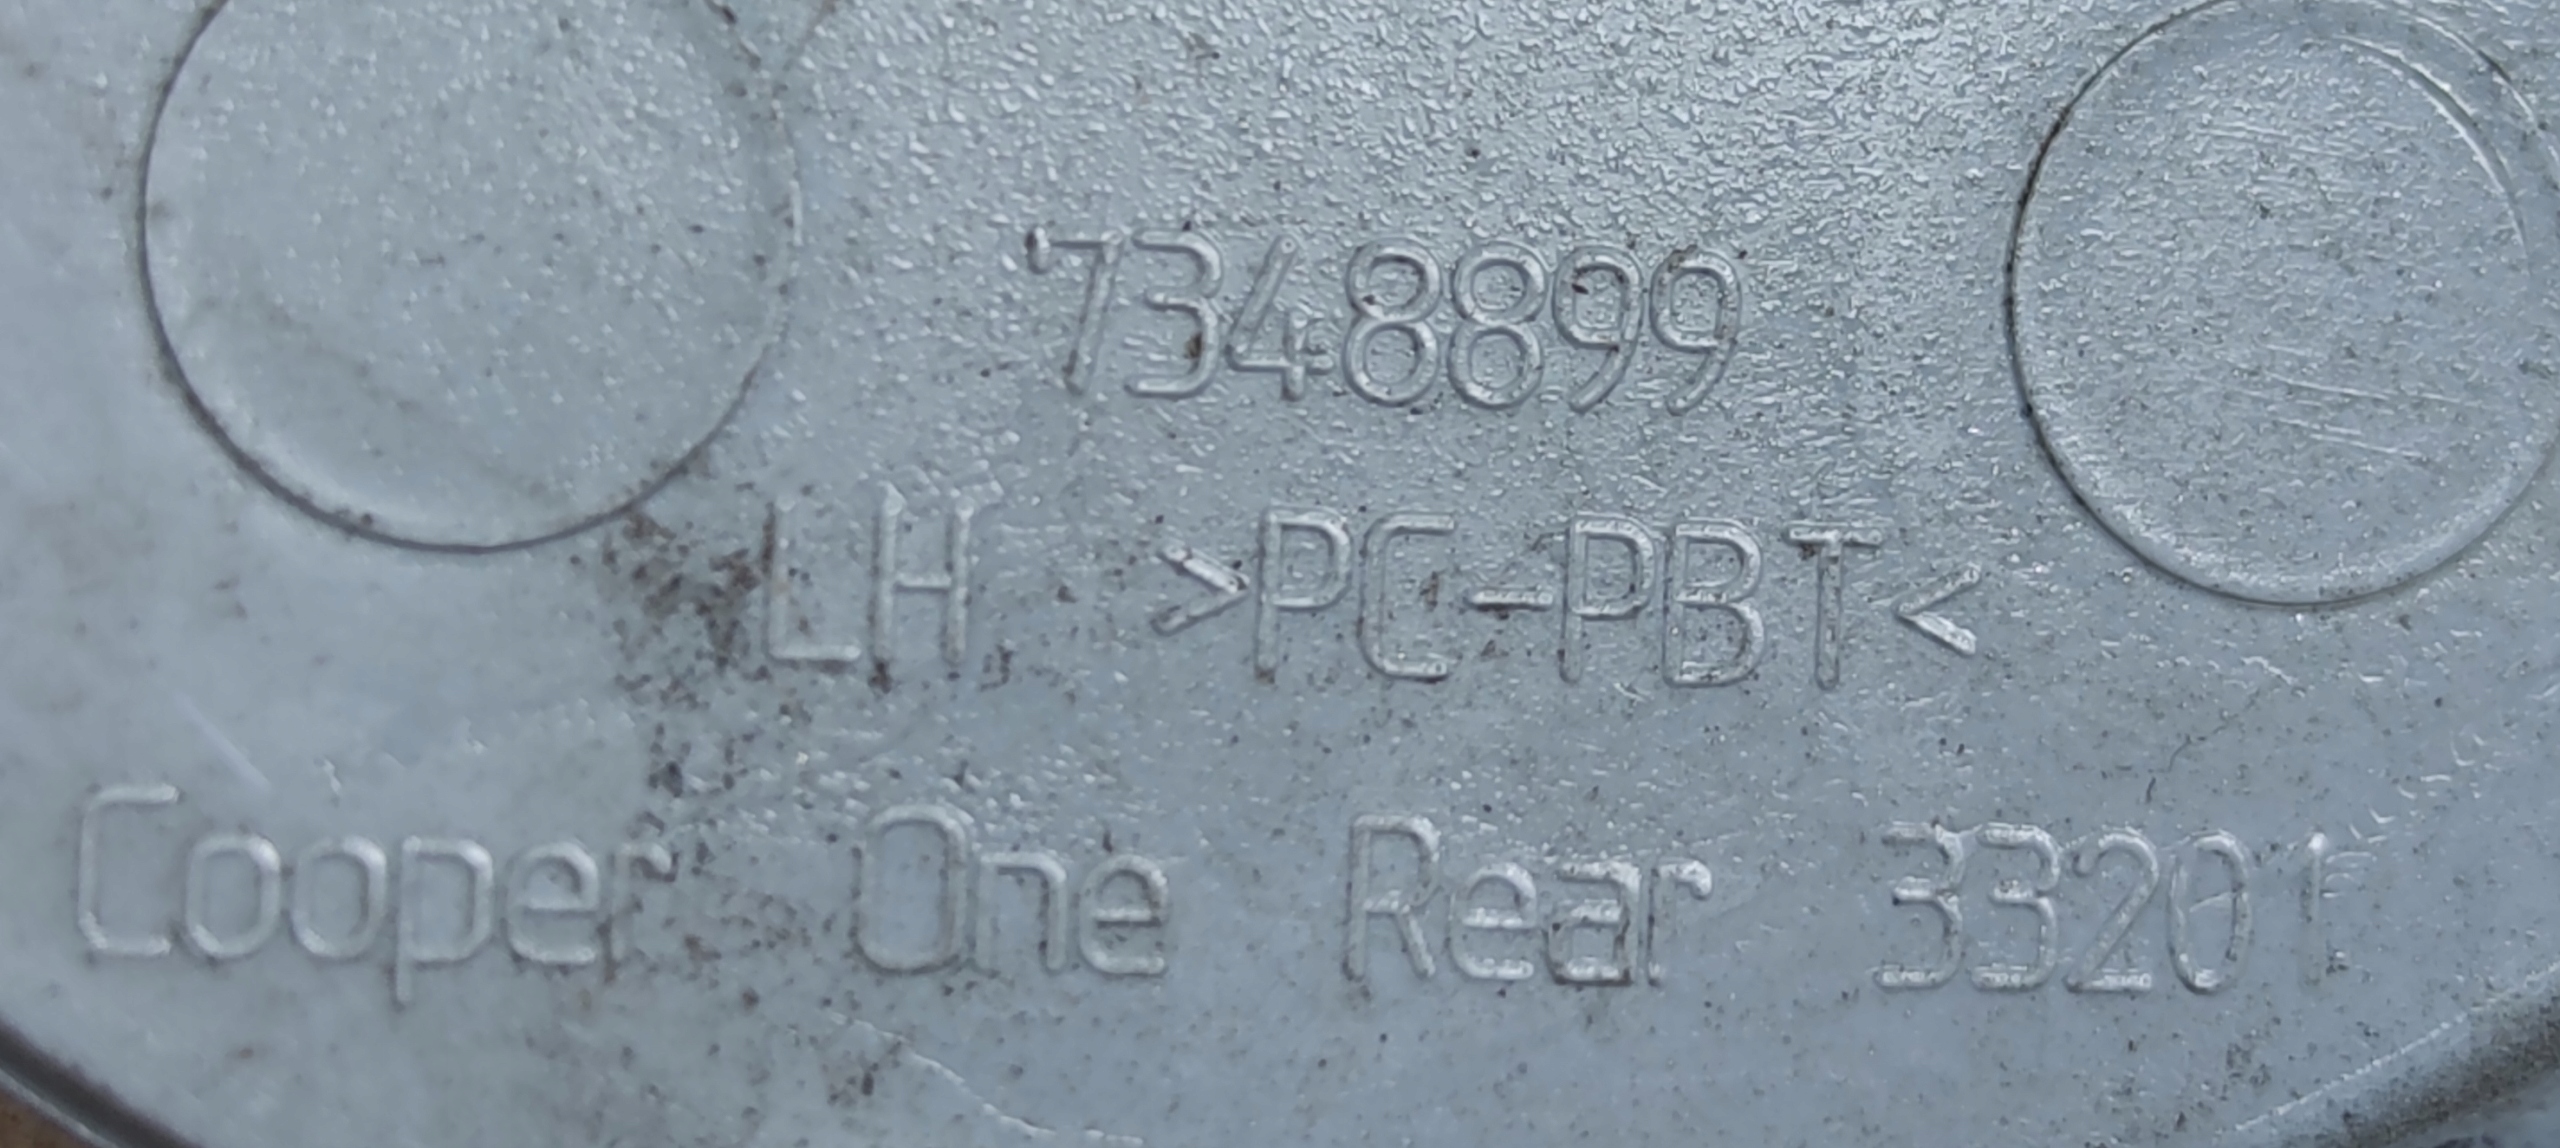 7348899
LH >PC-PBT<
Cooper One Rear 33201